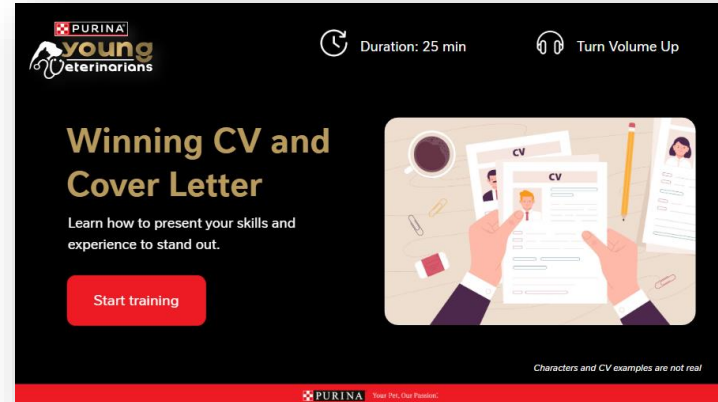 PURINA
young
Veterinarians
Duration: 25 min
Turn Volume Up
Winning CV and
Cover Letter
Learn how to present your skills and
experience to stand out.
Start training
CV
CV
Characters and CV examples are not real
PURINA Your Pet, Our Passion.